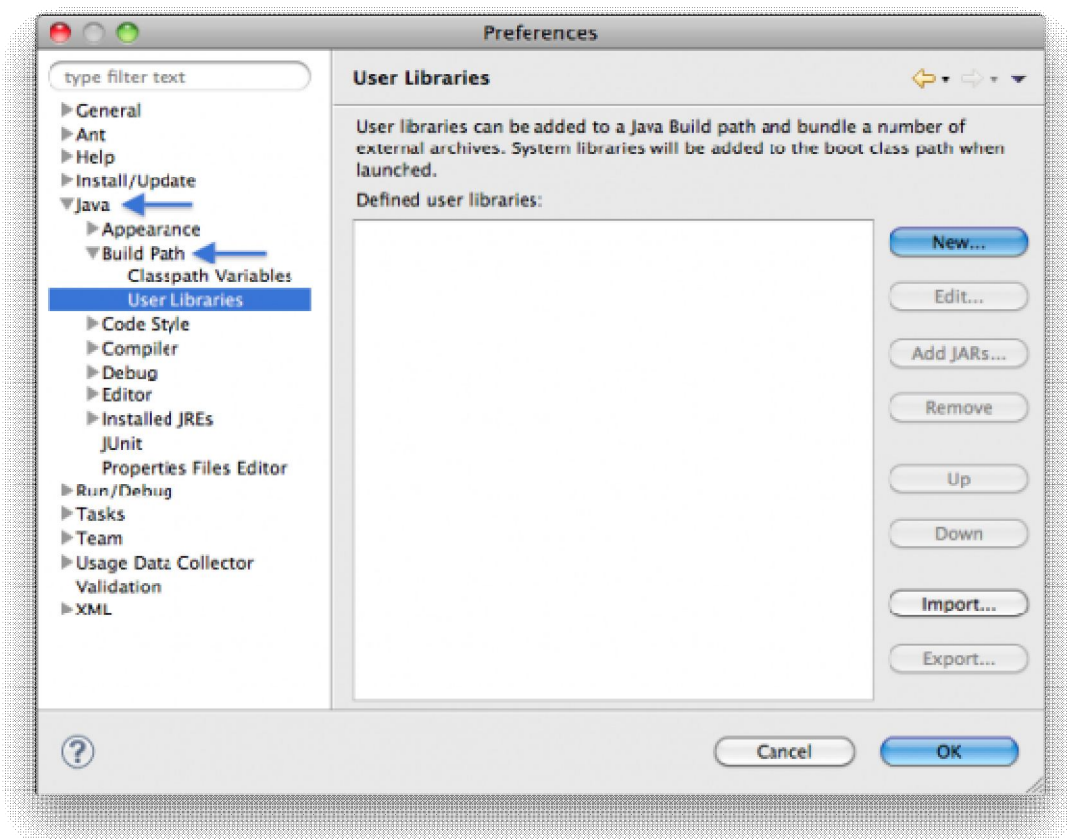 Preferences
type filter text
General
Ant
Help
Install/Update
Java
Appearance
Build Path
Classpath Variables
User Libraries
Code Style
Compiler
Debug
Editor
Installed JREs
JUnit
Properties Files Editor
Run/Debug
Tasks
Team
Usage Data Collector
Validation
XML
User Libraries
User libraries can be added to a Java Build path and bundle a number of
external archives. System libraries will be added to the boot class path when
launched.
Defined user libraries:
New...
Edit...
Add JARs...
Remove
Up
Down
Import...
Export...
?
Cancel
OK